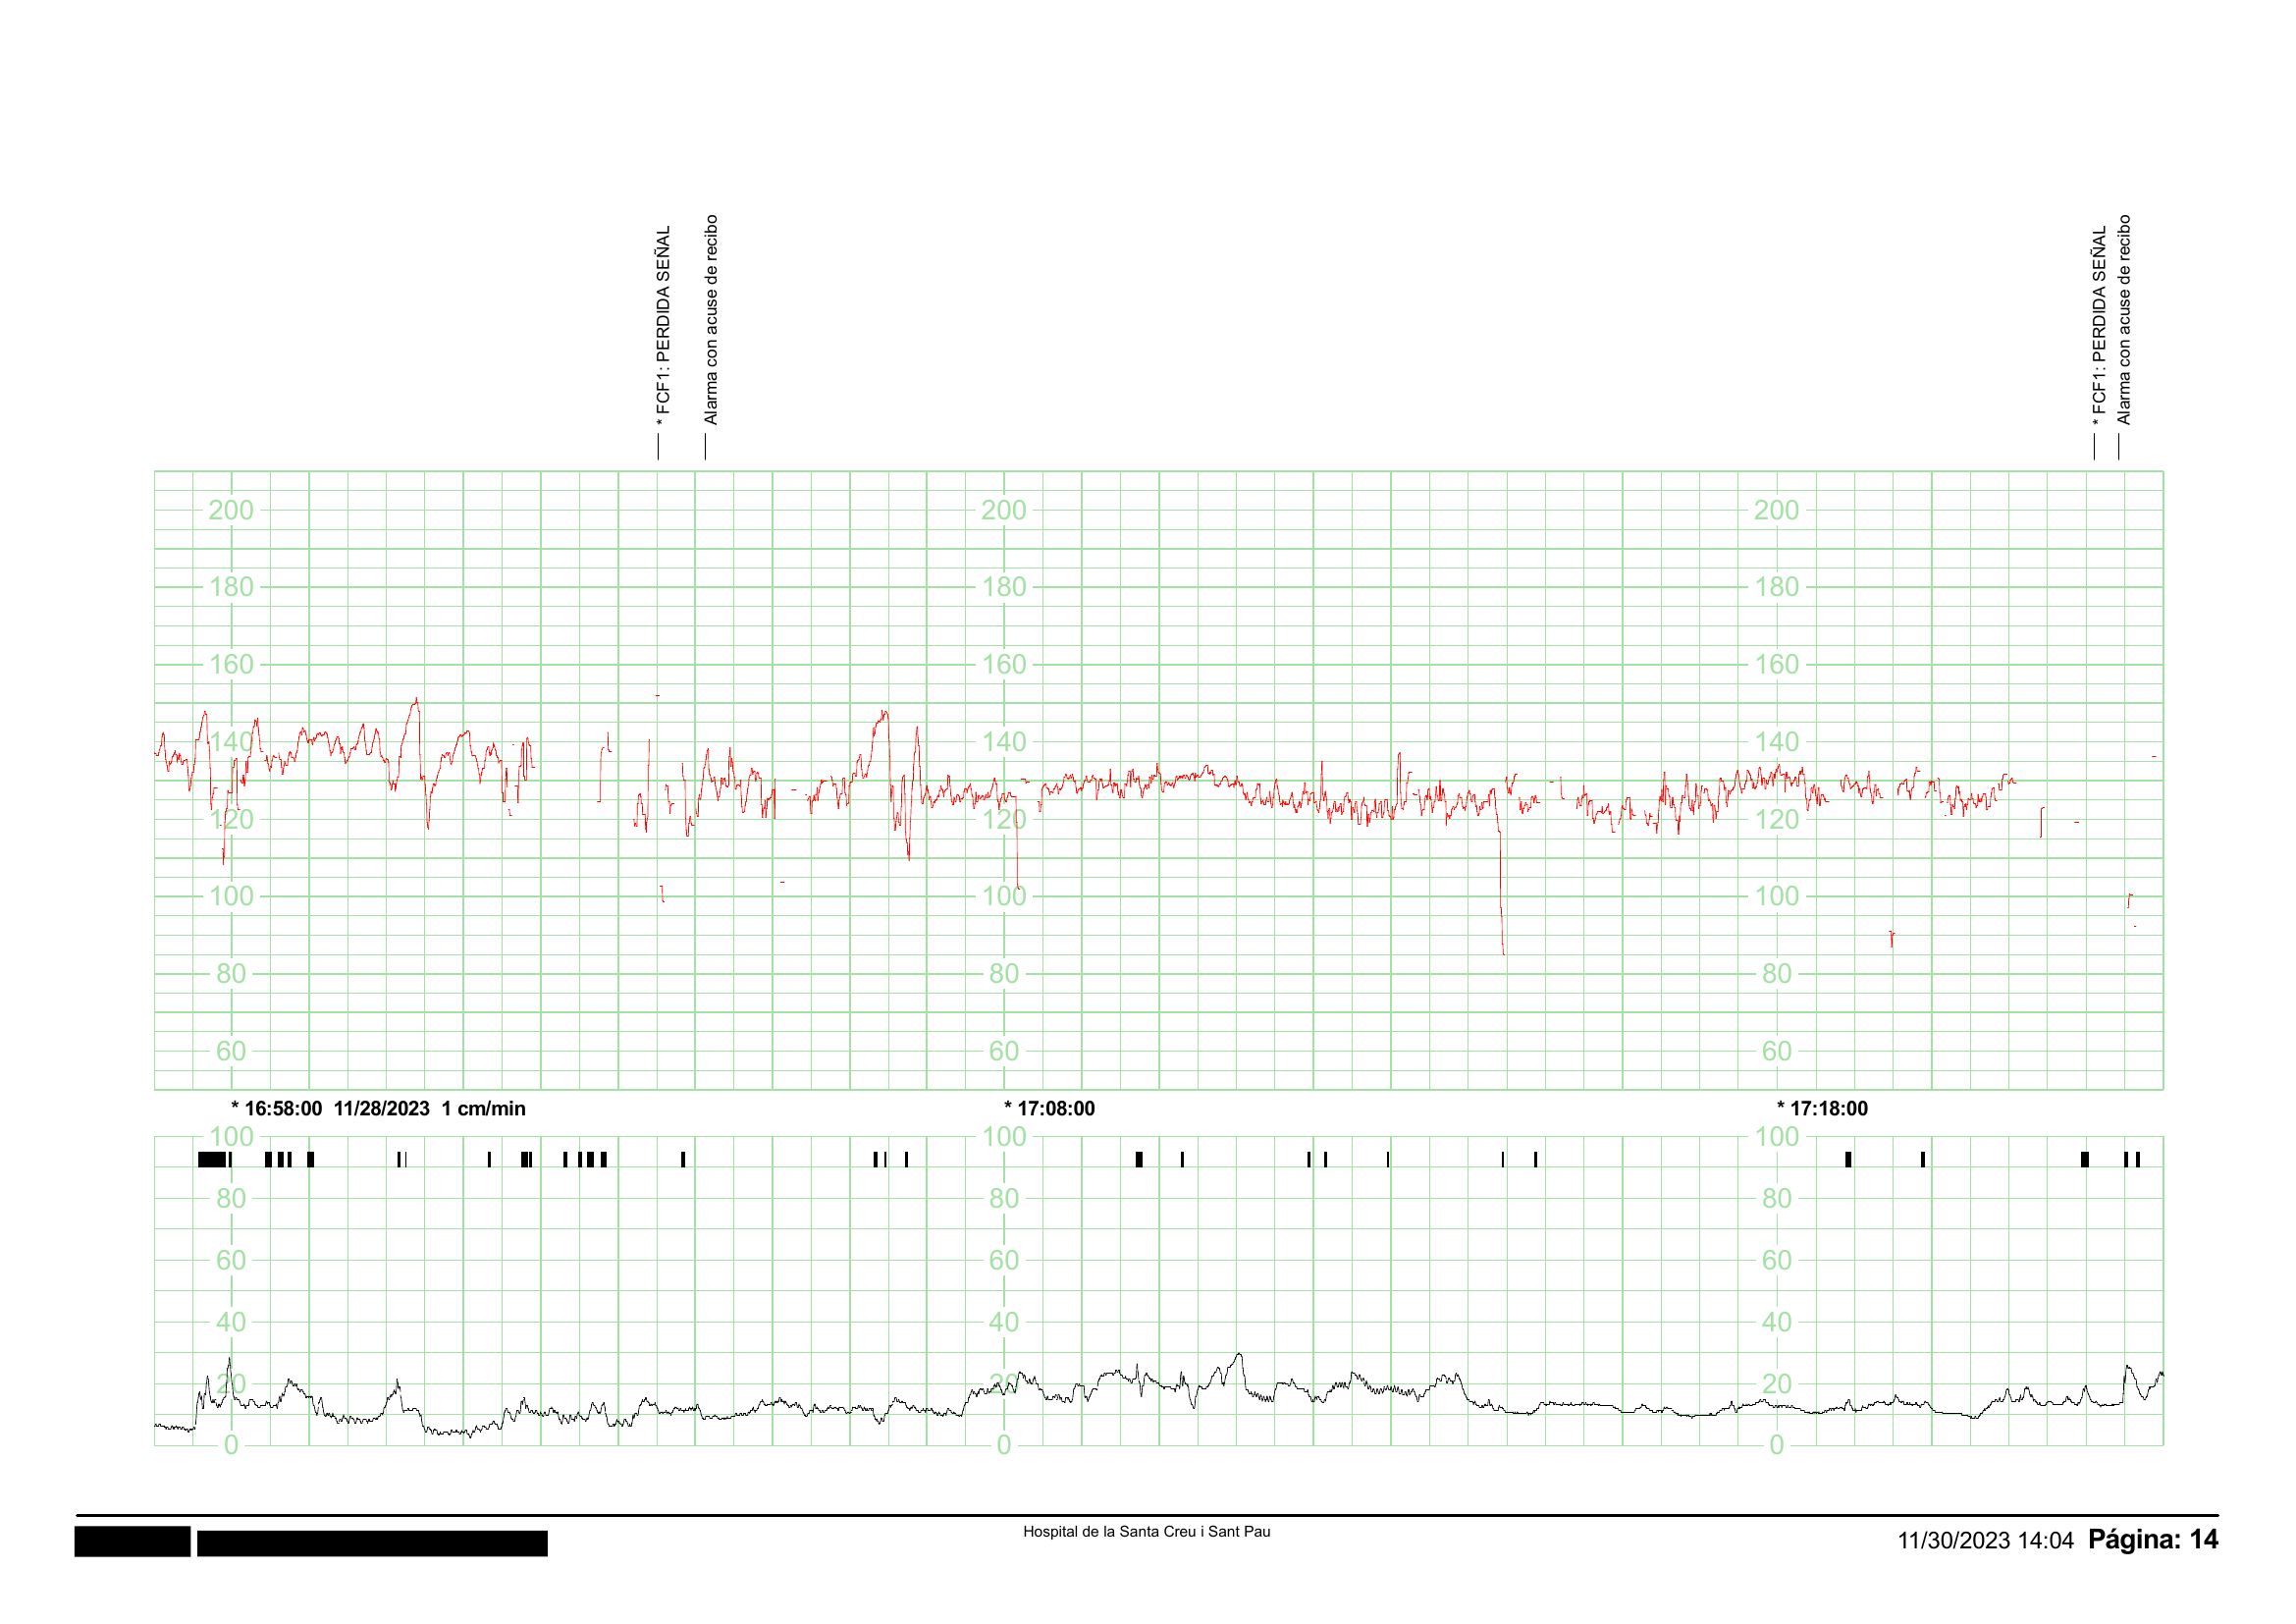 * FCF1: PERDIDA SEÑAL
Alarma con acuse de recibo
* FCF1: PERDIDA SEÑAL
Alarma con acuse de recibo
200 200 200
180 180 180
160 160 160
140 140 140
120 120 120
100 100 100
80 80 80
60 60 60
* 16:58:00 11/28/2023 1 cm/min * 17:08:00 * 17:18:00
100 100 100
80 80 80
60 60 60
40 40 40
20 20 20
0 0 0
Hospital de la Santa Creu i Sant Pau
11/30/2023 14:04 Página: 14